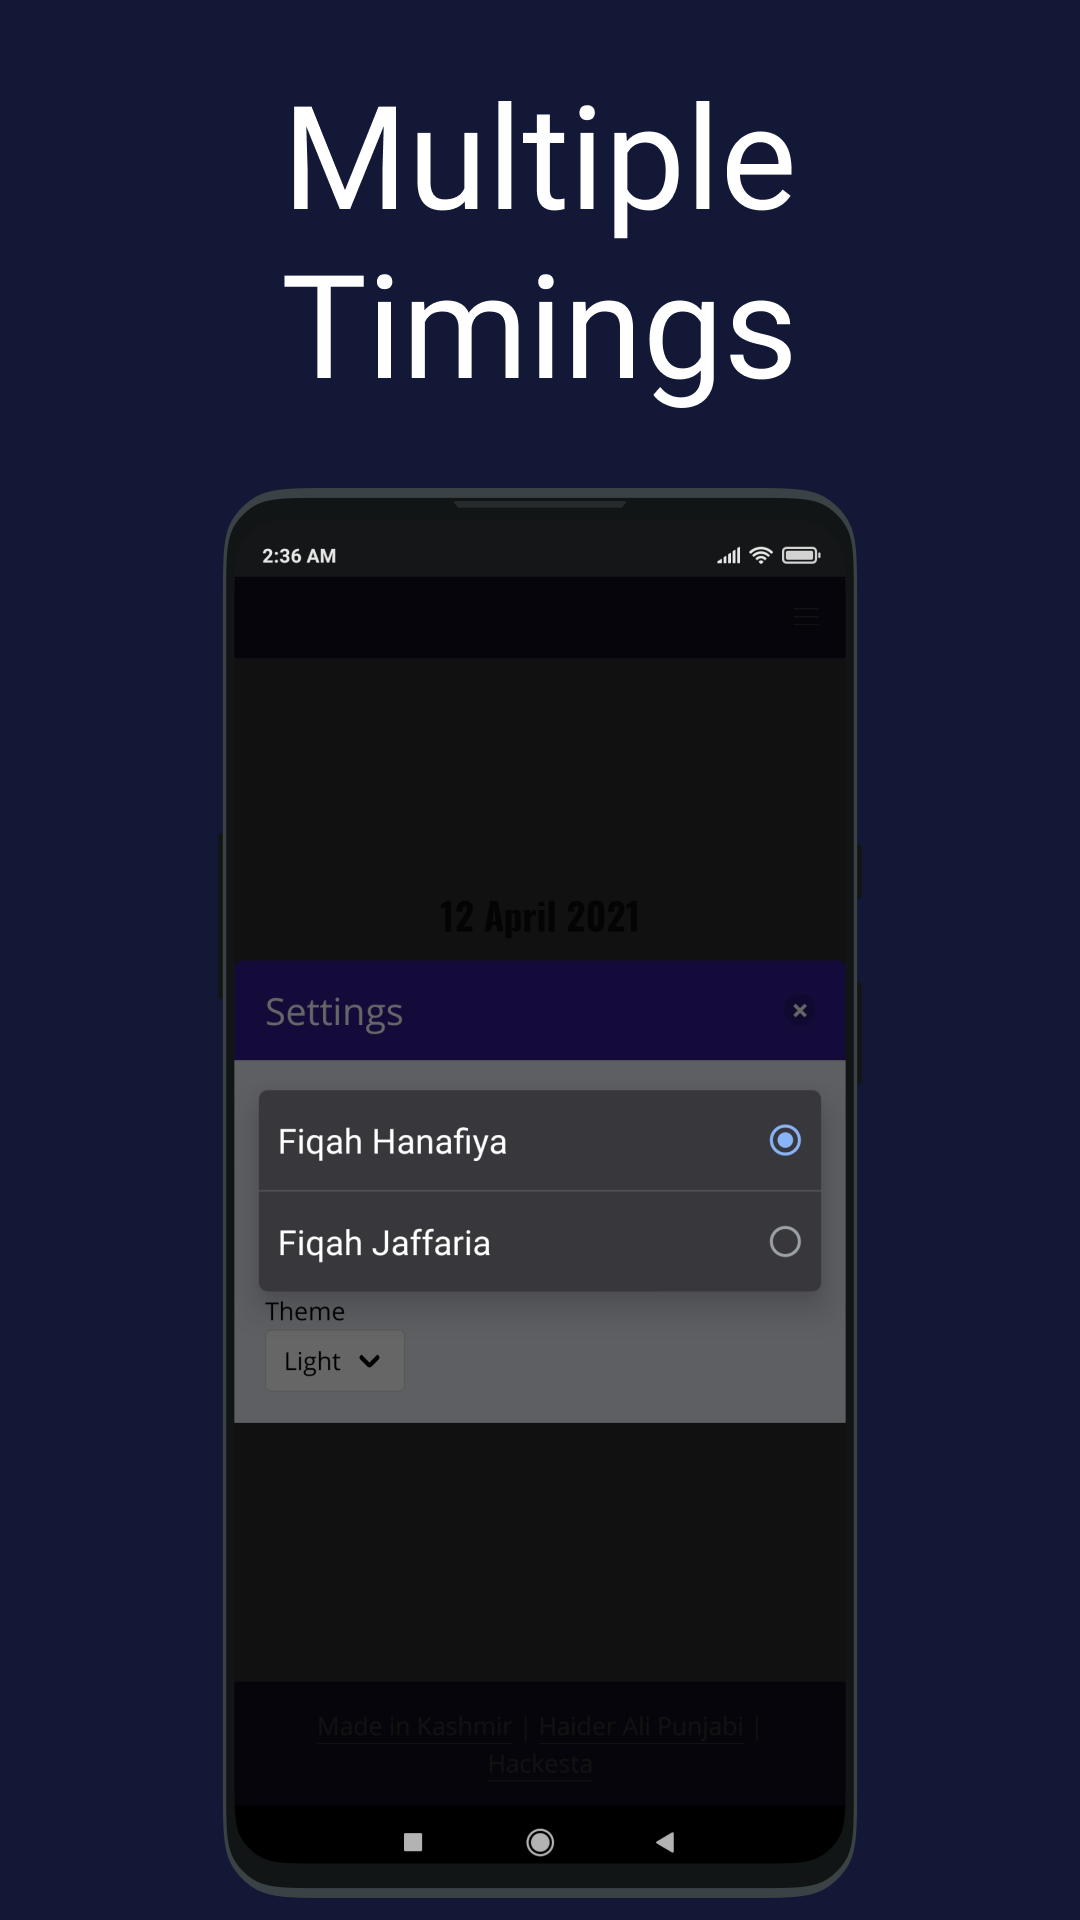 Multiple
Timings
2:36 AM
12 April 2021
Settings
Fiqah Hanafiya
Fiqah Jaffaria
Theme
Light
Made in Kashmir | Haider Ali Punjabi |
Hackesta